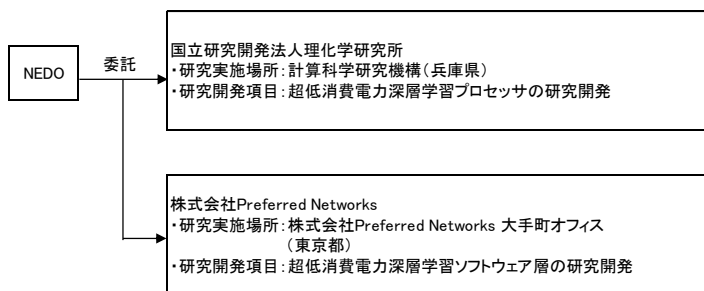 NEDO
委託
国立研究開発法人理化学研究所
・研究実施場所：計算科学研究機構（兵庫県）
・研究開発項目：超低消費電力深層学習プロセッサの研究開発
株式会社Preferred Networks
・研究実施場所：株式会社Preferred Networks 大手町オフィス
（東京都）
・研究開発項目：超低消費電力深層学習ソフトウェア層の研究開発